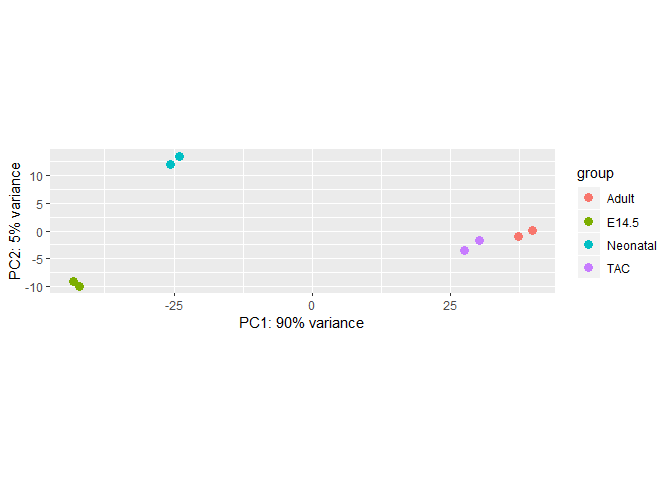 PC2: 5% variance
10
5
0
-5
-10
-25
0
25
PC1: 90% variance
group
Adult
E14.5
Neonatal
TAC